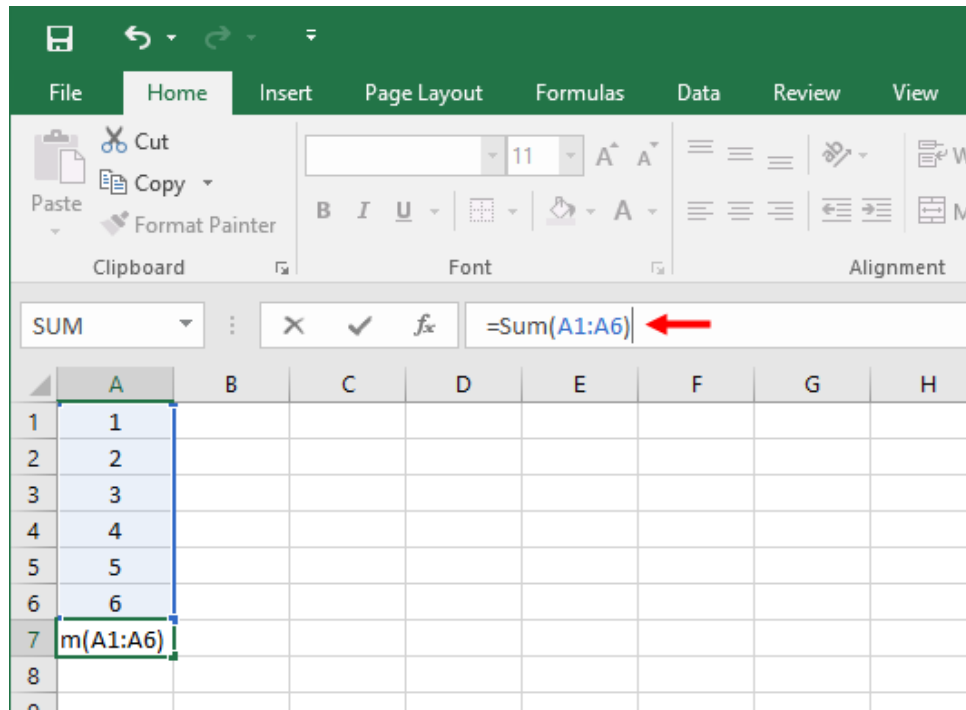 File Home Insert Page Layout Formulas Data Review View
Cut
Copy
Paste
Format Painter
11 A A
B I U A
Clipboard Font Alignment
SUM fx =Sum(A1:A6)
A B C D E F G H
1 1
2 2
3 3
4 4
5 5
6 6
7 m(A1:A6)
8